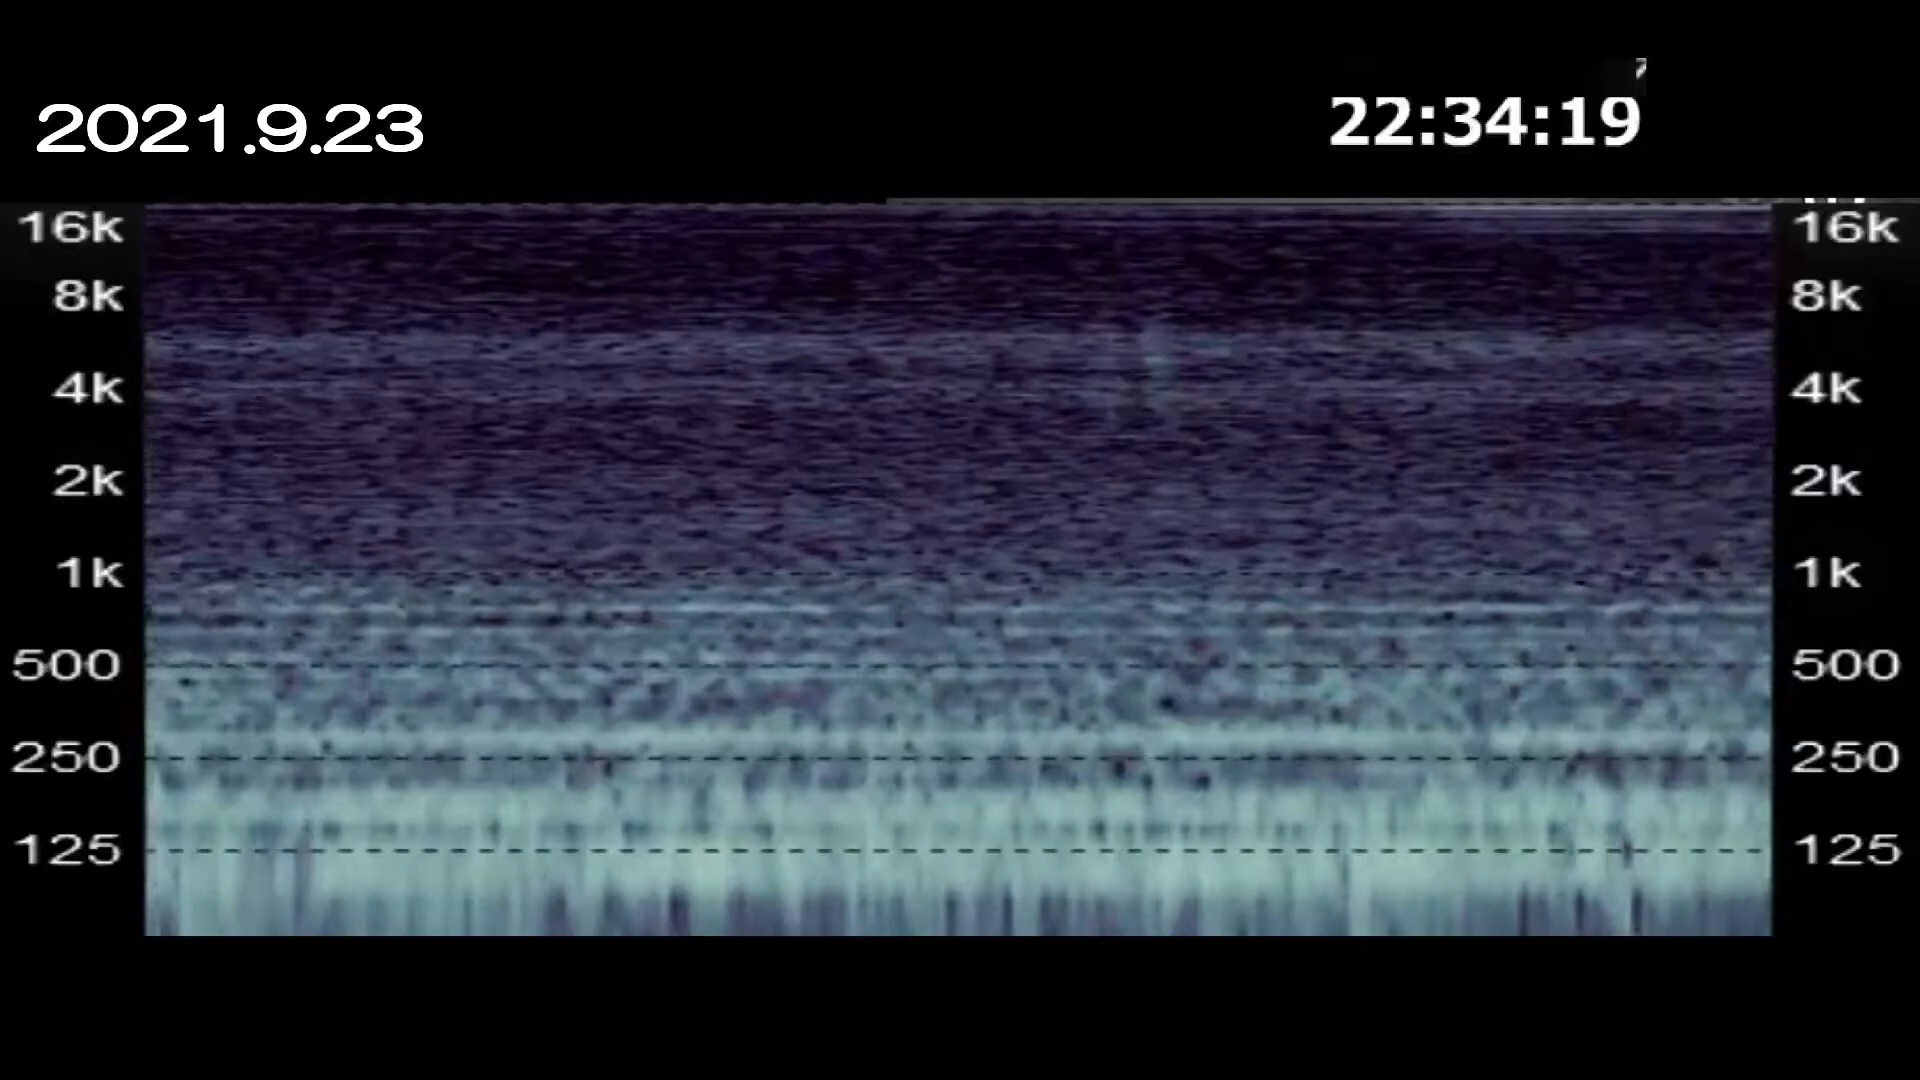 2021.9.23
22:34:19
16k 16k
8k 8k
4k 4k
2k 2k
1k 1k
500 500
250 250
125 125